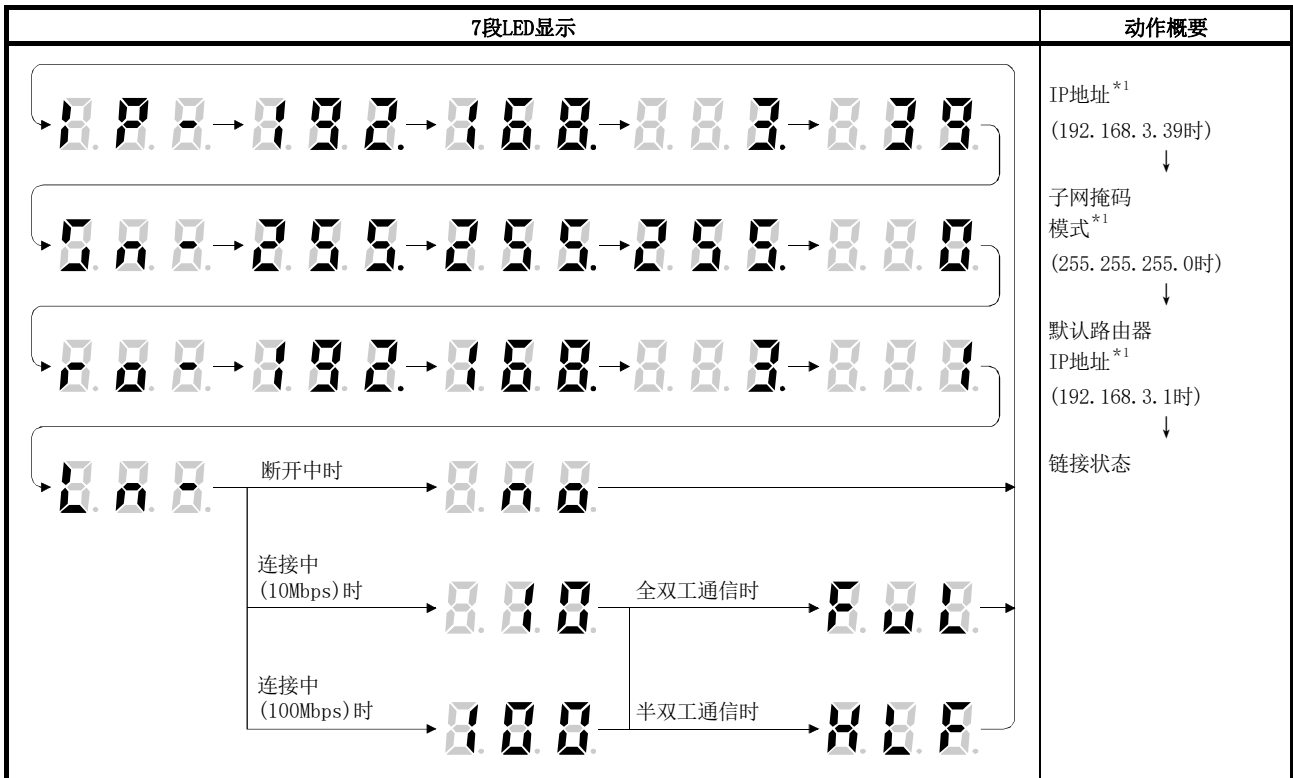 7段LED显示 动作概要
iP- 192. 168. 3. 39
IP地址*1
(192.168.3.39时)
↓
Sn- 255. 255. 255. 0
子网掩码
模式*1
(255.255.255.0时)
↓
ro- 192. 168. 3. 1
默认路由器
IP地址*1
(192.168.3.1时)
↓
Ln- 断开中时 no
链接状态
连接中
(10Mbps)时 10 全双工通信时 FuL
连接中
(100Mbps)时 100 半双工通信时 HLF